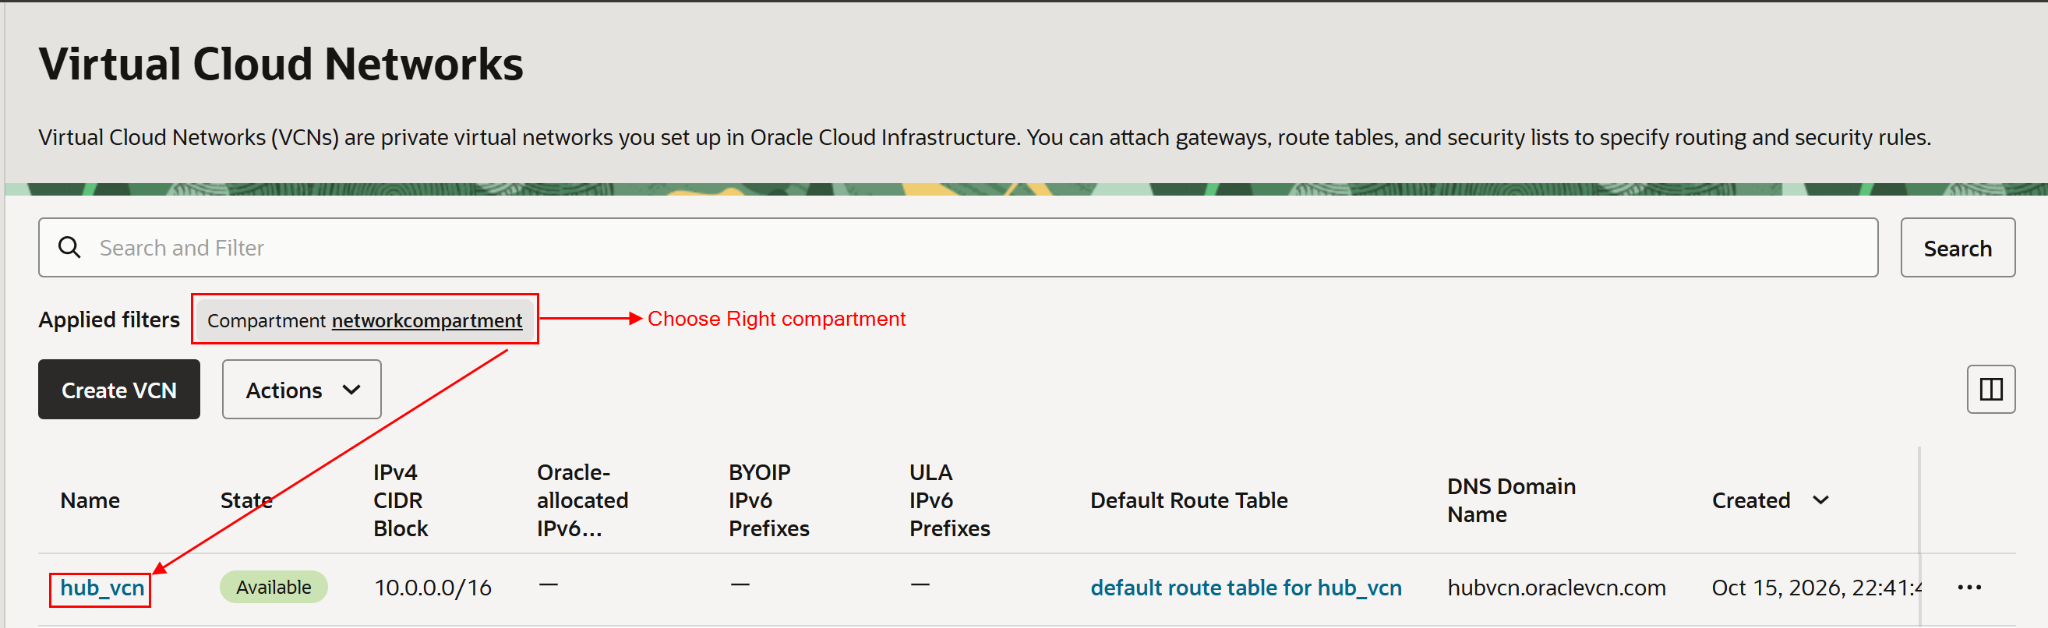 Virtual Cloud Networks
Virtual Cloud Networks (VCNs) are private virtual networks you set up in Oracle Cloud Infrastructure. You can attach gateways, route tables, and security lists to specify routing and security rules.
Search and Filter
Search
Applied filters Compartment networkcompartment Choose Right compartment
Create VCN Actions
Name State IPv4 CIDR Block Oracle-allocated IPv6... BYOIP IPv6 Prefixes ULA IPv6 Prefixes Default Route Table DNS Domain Name Created
hub_vcn Available 10.0.0.0/16 — — — default route table for hub_vcn hubvcn.oraclevcn.com Oct 15, 2026, 22:41:4 ...